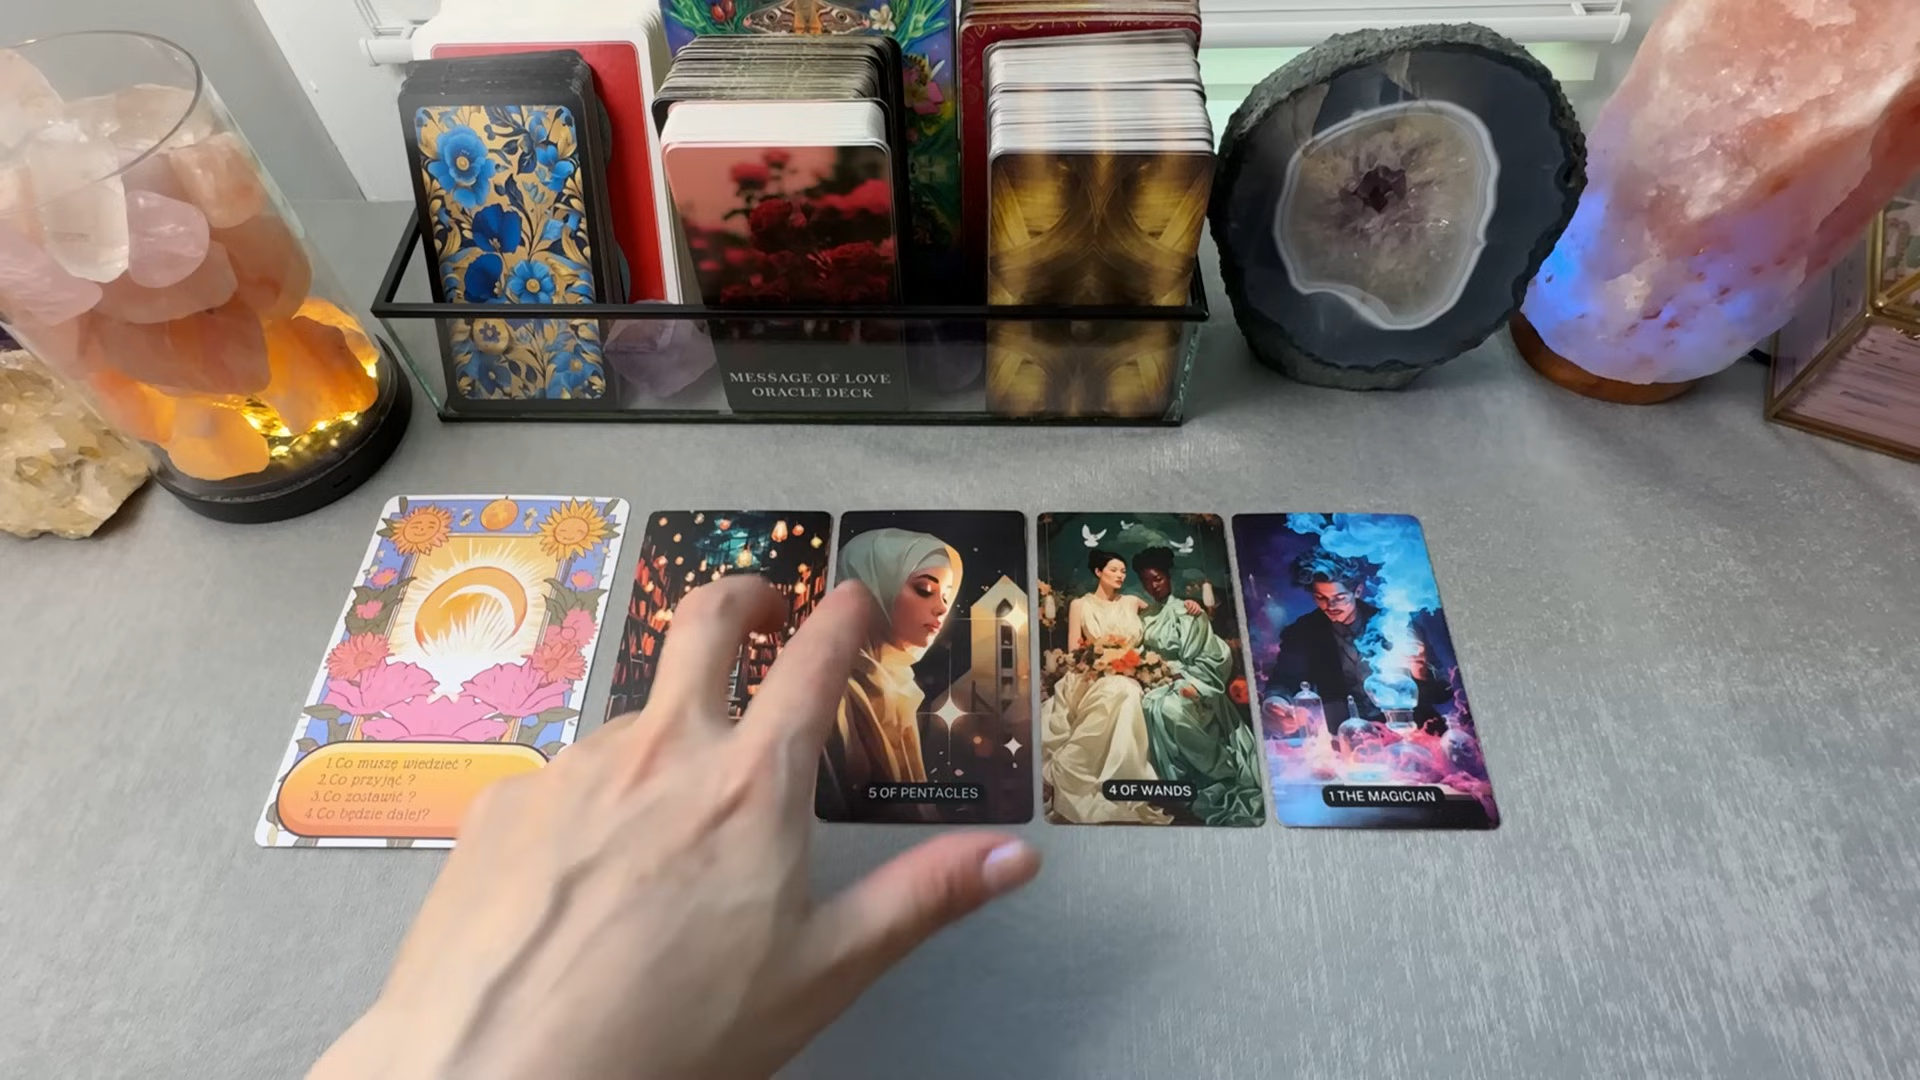 MESSAGE OF LOVE
ORACLE DECK
1.Co muszę wiedzieć ?
2.Co przyjąć ?
3.Co zostawić ?
4.Co będzie dalej?
5 OF PENTACLES
4 OF WANDS
1 THE MAGICIAN